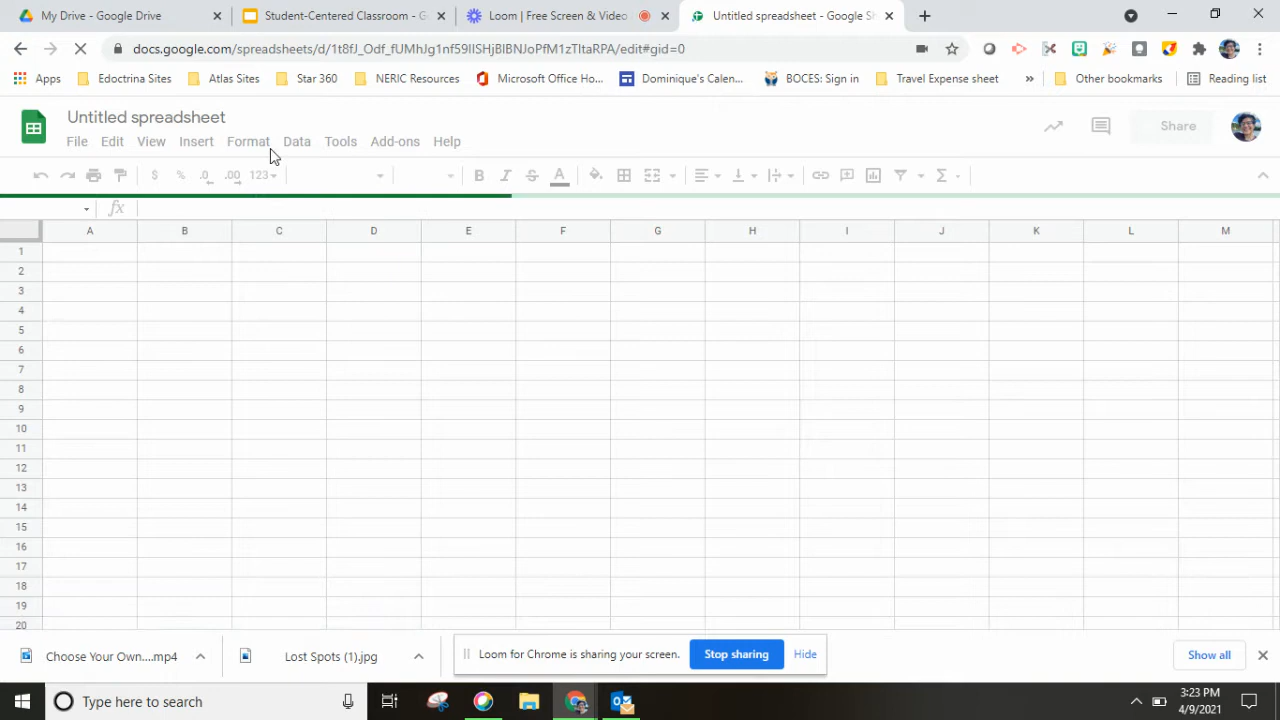 My Drive - Google Drive
Student-Centered Classroom - G
Loom | Free Screen & Video
Untitled spreadsheet - Google Sh
docs.google.com/spreadsheets/d/1t8fJ_Odf_fUMhJg1nf59IISHjBIBNJoPfM1zTltaRPA/edit#gid=0
Apps
Edoctrina Sites
Atlas Sites
Star 360
NERIC Resources
Microsoft Office Ho...
Dominique's Calen...
BOCES: Sign in
Travel Expense sheet
»
Other bookmarks
Reading list
Untitled spreadsheet
File Edit View Insert Format Data Tools Add-ons Help
Share
$ % .0 .00 123
B I S A Σ
fx
A B C D E F G H I J K L M
1
2
3
4
5
6
7
8
9
10
11
12
13
14
15
16
17
18
19
20
Choose Your Own....mp4
Lost Spots (1).jpg
Loom for Chrome is sharing your screen.
Stop sharing
Hide
Show all
Type here to search
3:23 PM
4/9/2021